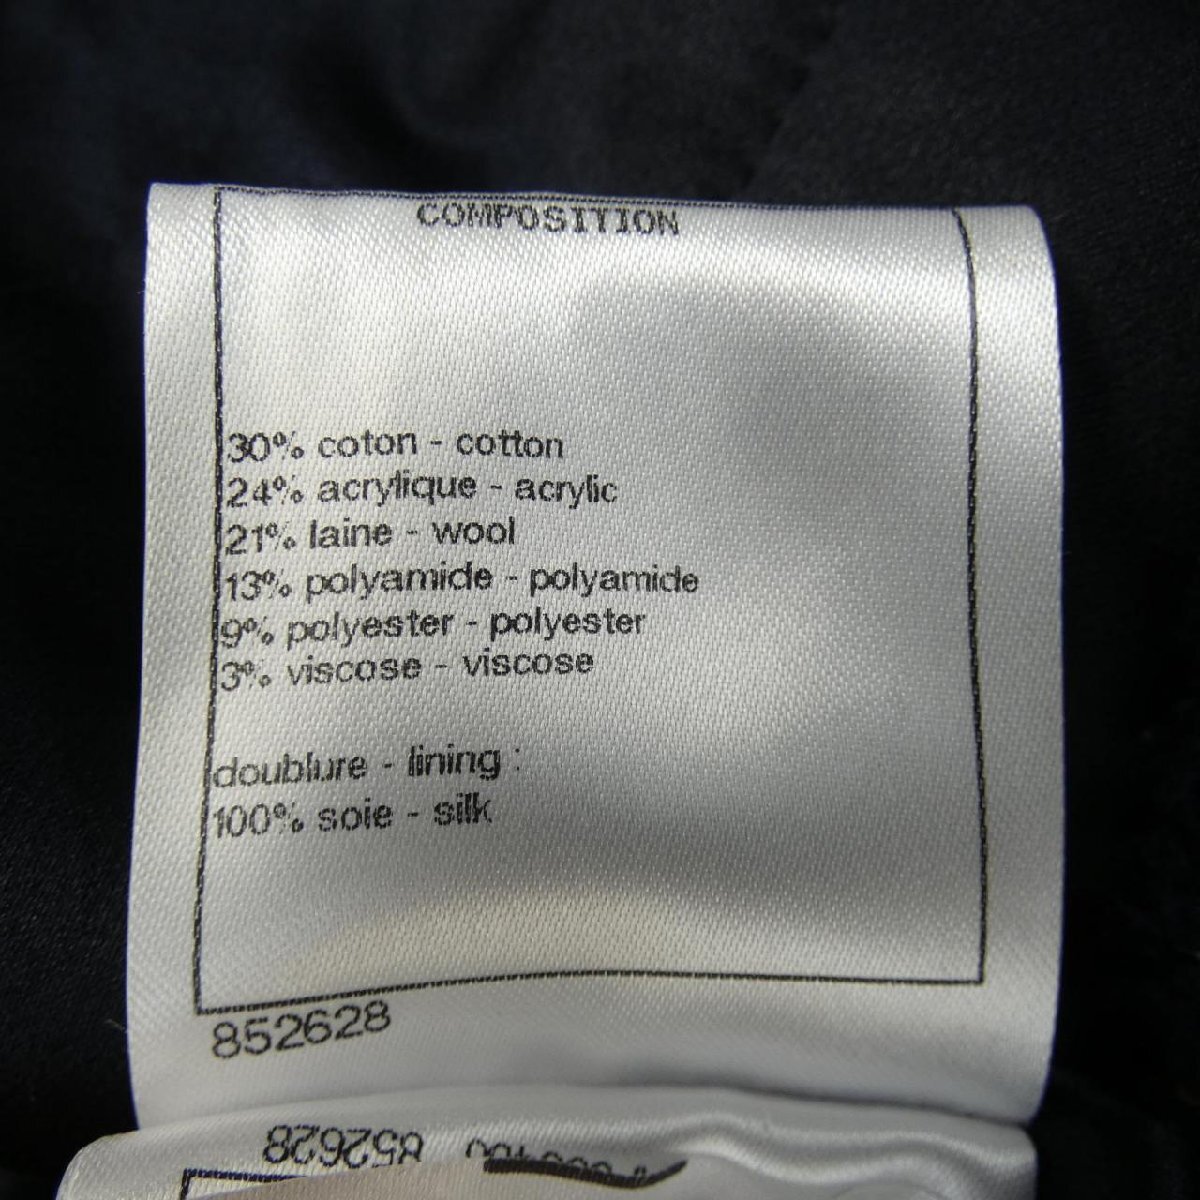 COMPOSITION
30% coton - cotton
24% acrylique - acrylic
21% laine - wool
13% polyamide - polyamide
9% polyester - polyester
3% viscose - viscose
doublure - lining :
100% soie - silk
852628
852628